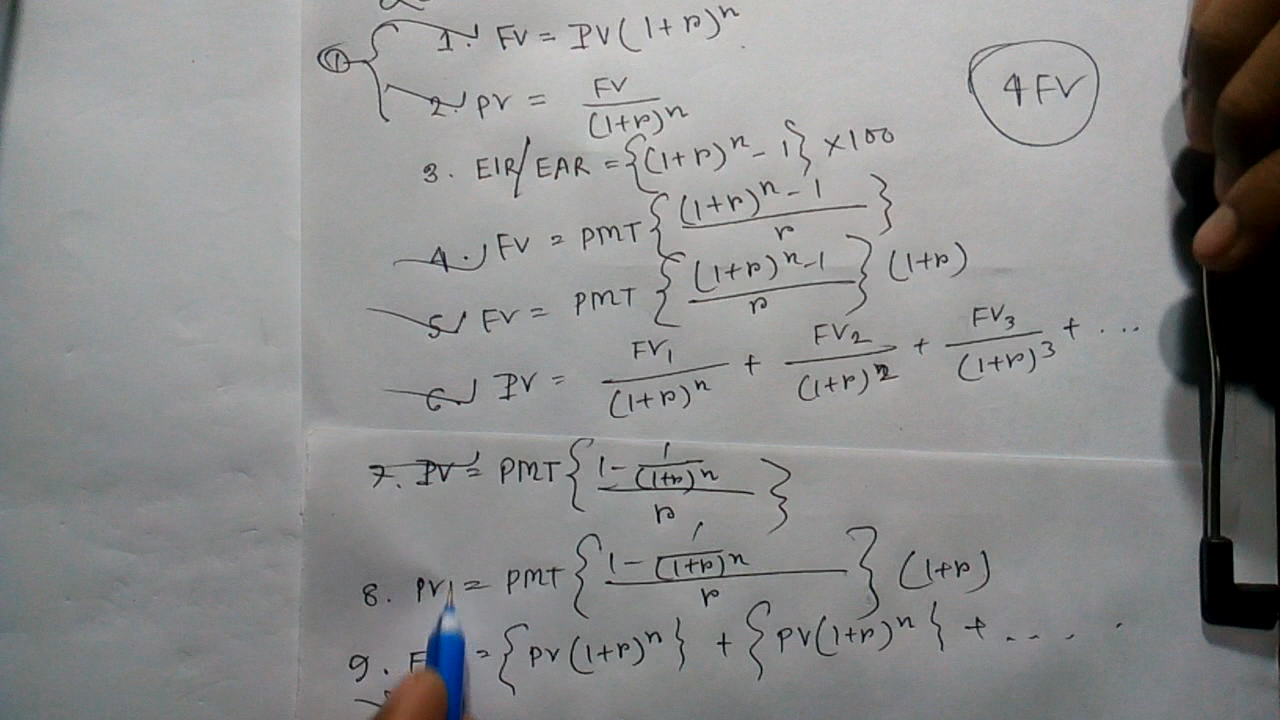 ① 1. FV = PV(1+r)^n
4FV
2. PV = FV/(1+r)^n
3. EIR/EAR = {(1+r)^n - 1} ×100
4. FV = PMT {((1+r)^n - 1)/r}
5. FV = PMT {((1+r)^n - 1)/r} (1+r)
6. PV = FV₁/(1+r)^n + FV₂/(1+r)^2 + FV₃/(1+r)^3 + ...
7. PV = PMT {(1 - 1/(1+r)^n)/r}
8. PV = PMT {(1 - 1/(1+r)^n)/r} (1+r)
9. F = {PV(1+r)^n} + {PV(1+r)^n} + ....